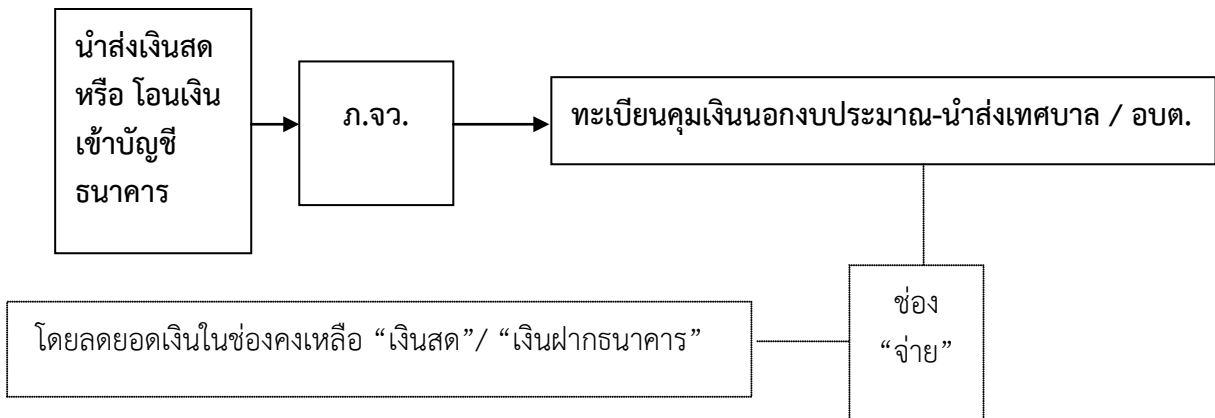 นำส่งเงินสด
หรือ โอนเงิน
เข้าบัญชี
ธนาคาร
ภ.จว.
ทะเบียนคุมเงินนอกงบประมาณ-นำส่งเทศบาล / อบต.
ช่อง
“จ่าย”
โดยลดยอดเงินในช่องคงเหลือ “เงินสด”/ “เงินฝากธนาคาร”